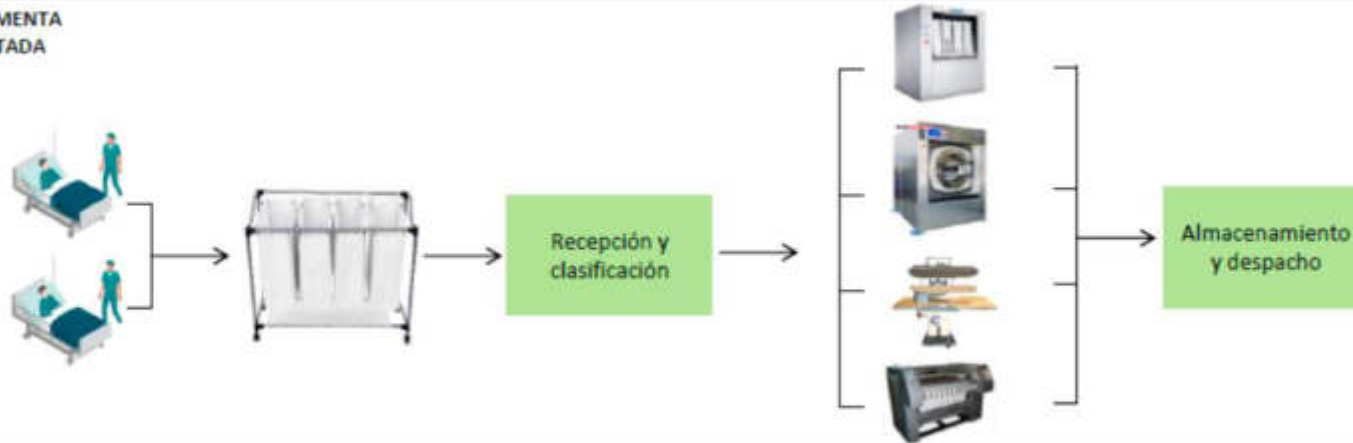 MENTA
TADA
Recepción y
clasificación
Almacenamiento
y despacho